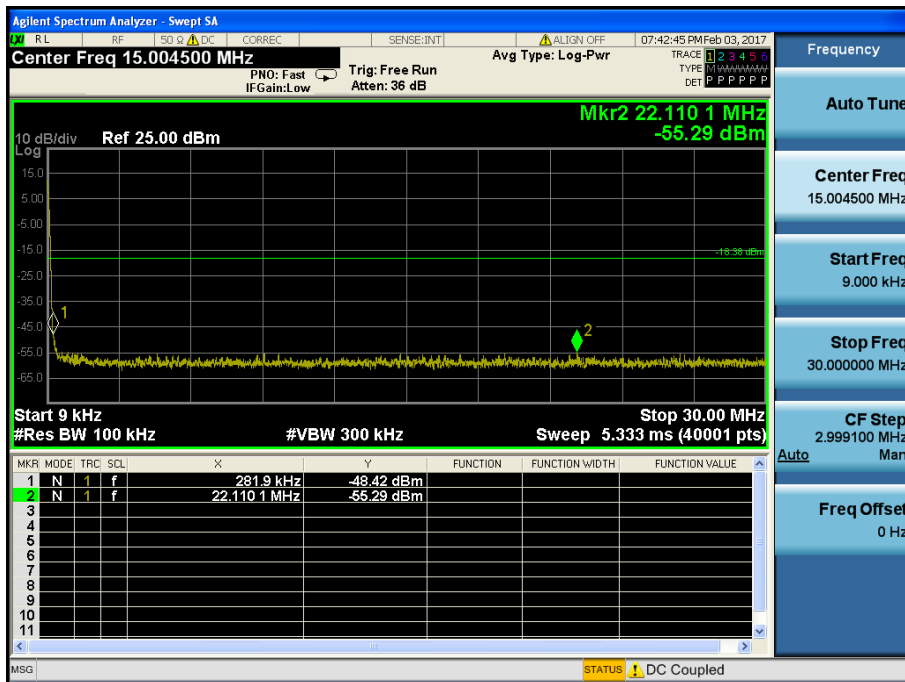 Agilent Spectrum Analyzer - Swept SA
LXI RL RF 50 Ω DC CORREC SENSE:INT ALIGN OFF 07:42:45 PM Feb 03, 2017
Center Freq 15.004500 MHz
PNO: Fast
IFGain:Low
Trig: Free Run
Atten: 36 dB
Avg Type: Log-Pwr
TRACE 1 2 3 4 5 6
TYPE M W W W W W
DET P P P P P P
Mkr2 22.110 1 MHz
-55.29 dBm
10 dB/div Ref 25.00 dBm
Log
15.0
5.00
-5.00
-15.0
-18.38 dBm
-25.0
-35.0
1
-45.0
2
-55.0
-65.0
Start 9 kHz Stop 30.00 MHz
#Res BW 100 kHz #VBW 300 kHz Sweep 5.333 ms (40001 pts)
MKR MODE TRC SCL X Y FUNCTION FUNCTION WIDTH FUNCTION VALUE
1 N 1 f 281.9 kHz -48.42 dBm
2 N 1 f 22.110 1 MHz -55.29 dBm
3
4
5
6
7
8
9
10
11
MSG STATUS DC Coupled
Frequency
Auto Tune
Center Freq
15.004500 MHz
Start Freq
9.000 kHz
Stop Freq
30.000000 MHz
CF Step
2.999100 MHz
Auto Man
Freq Offset
0 Hz